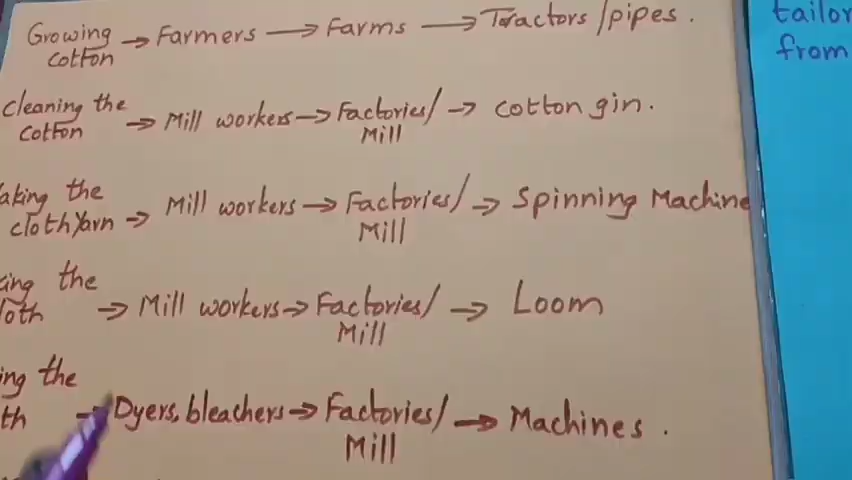 Growing → Farmers → Farms → Tractors/pipes.
cotton
cleaning the → Mill workers → Factories/ → cotton gin.
cotton Mill
aking the → Mill workers → Factories/ → Spinning Machine
cloth Yarn Mill
ing the → Mill workers → Factories/ → Loom
loth Mill
ing the → Dyers, bleachers → Factories/ → Machines.
th Mill
tailor
from